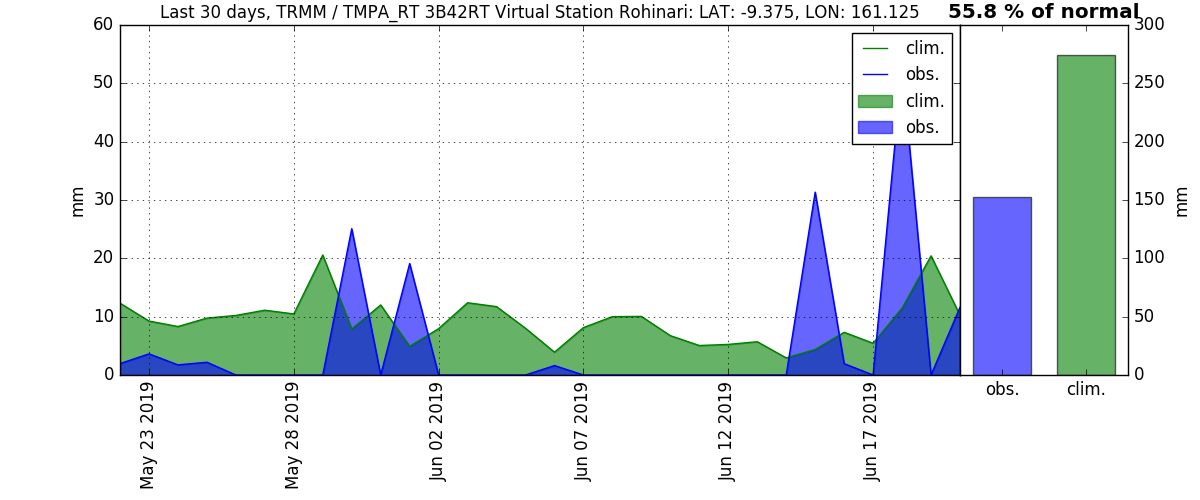 Last 30 days, TRMM / TMPA_RT 3B42RT Virtual Station Rohinari: LAT: -9.375, LON: 161.125
55.8 % of normal
60
50
40
30
20
10
0
mm
clim.
obs.
clim.
obs.
May 23 2019
May 28 2019
Jun 02 2019
Jun 07 2019
Jun 12 2019
Jun 17 2019
300
250
200
150
100
50
0
mm
obs.
clim.